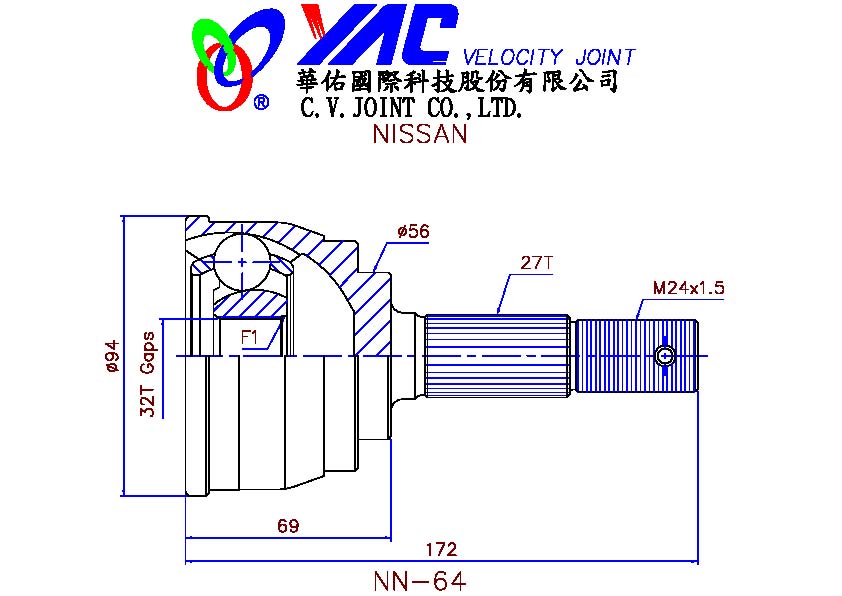 YAC VELOCITY JOINT
®
華佑國際科技股份有限公司
C.V.JOINT CO.,LTD.
NISSAN
ø56
27T
M24x1.5
F1
ø94
32T Gaps
69
172
NN-64